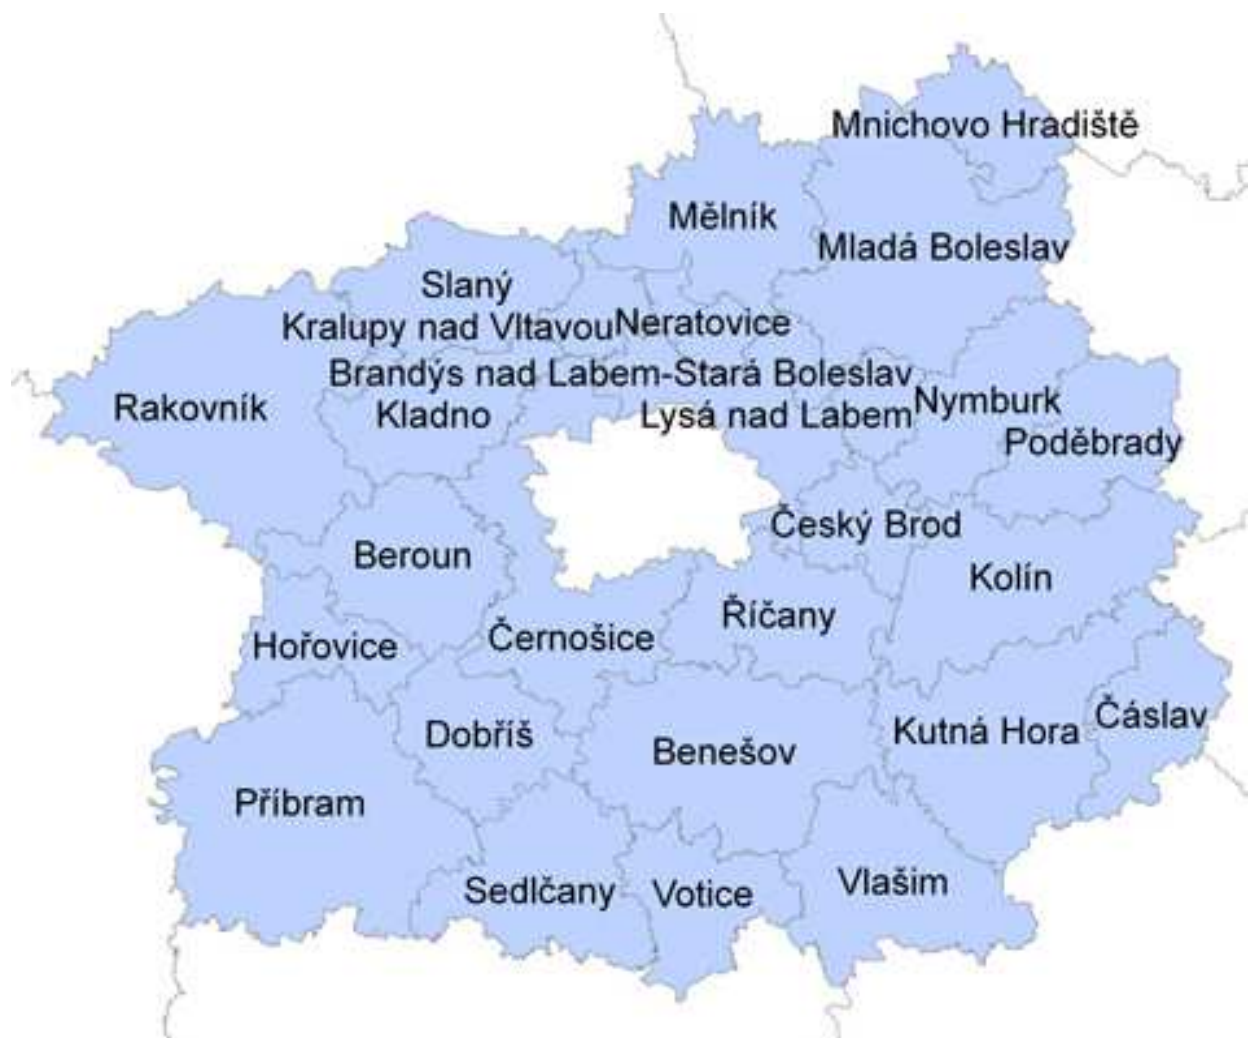 Mnichovo Hradiště
Mělník
Mladá Boleslav
Slaný
Kralupy nad Vltavou
Neratovice
Brandýs nad Labem-Stará Boleslav
Rakovník
Kladno
Lysá nad Labem
Nymburk
Poděbrady
Český Brod
Beroun
Kolín
Říčany
Hořovice
Černošice
Čáslav
Kutná Hora
Dobříš
Benešov
Příbram
Sedlčany
Votice
Vlašim